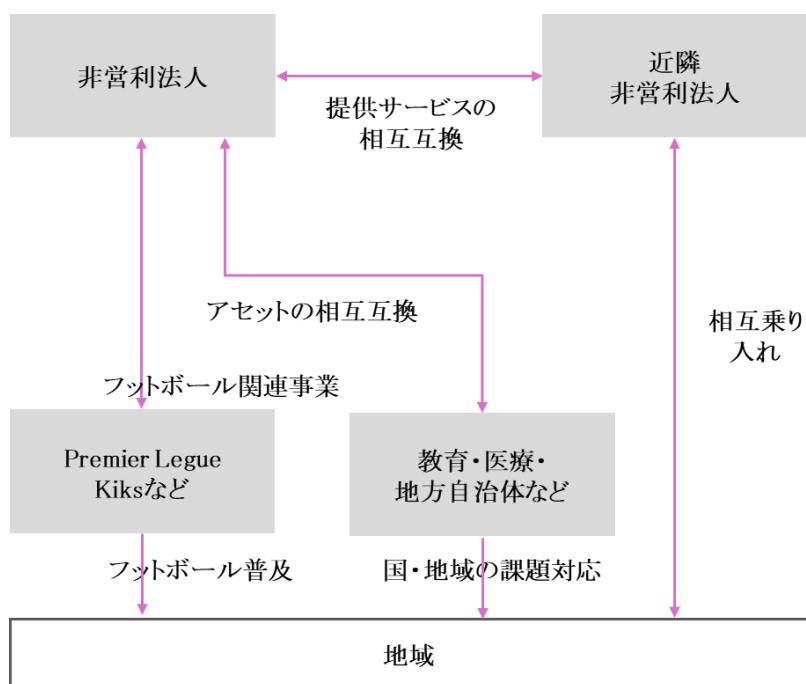 非営利法人
近隣
非営利法人
提供サービスの
相互互換
アセットの相互互換
相互乗り
入れ
フットボール関連事業
Premier Legue
Kiksなど
教育・医療・
地方自治体など
フットボール普及
国・地域の課題対応
地域